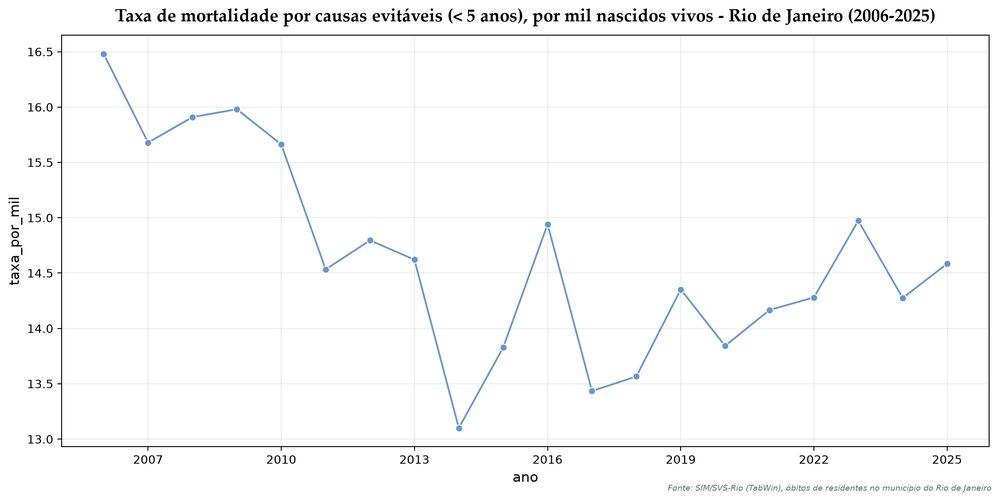 Taxa de mortalidade por causas evitáveis (< 5 anos), por mil nascidos vivos - Rio de Janeiro (2006-2025)
taxa_por_mil
16.5
16.0
15.5
15.0
14.5
14.0
13.5
13.0
2007 2010 2013 2016 2019 2022 2025
ano
Fonte: SIM/SVS-Rio (TabWin), óbitos de residentes no município do Rio de Janeiro